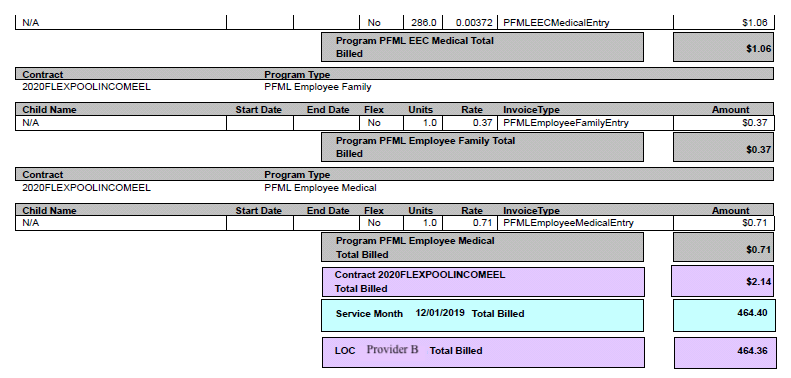 N/A No 286.0 0.00372 PFMLEECMedicalEntry $1.06
Program PFML EEC Medical Total
Billed $1.06
Contract Program Type
2020FLEXPOOLINCOMEEL PFML Employee Family
Child Name Start Date End Date Flex Units Rate InvoiceType Amount
N/A No 1.0 0.37 PFMLEmployeeFamilyEntry $0.37
Program PFML Employee Family Total
Billed $0.37
Contract Program Type
2020FLEXPOOLINCOMEEL PFML Employee Medical
Child Name Start Date End Date Flex Units Rate InvoiceType Amount
N/A No 1.0 0.71 PFMLEmployeeMedicalEntry $0.71
Program PFML Employee Medical
Total Billed $0.71
Contract 2020FLEXPOOLINCOMEEL
Total Billed $2.14
Service Month 12/01/2019 Total Billed 464.40
LOC Provider B Total Billed 464.36